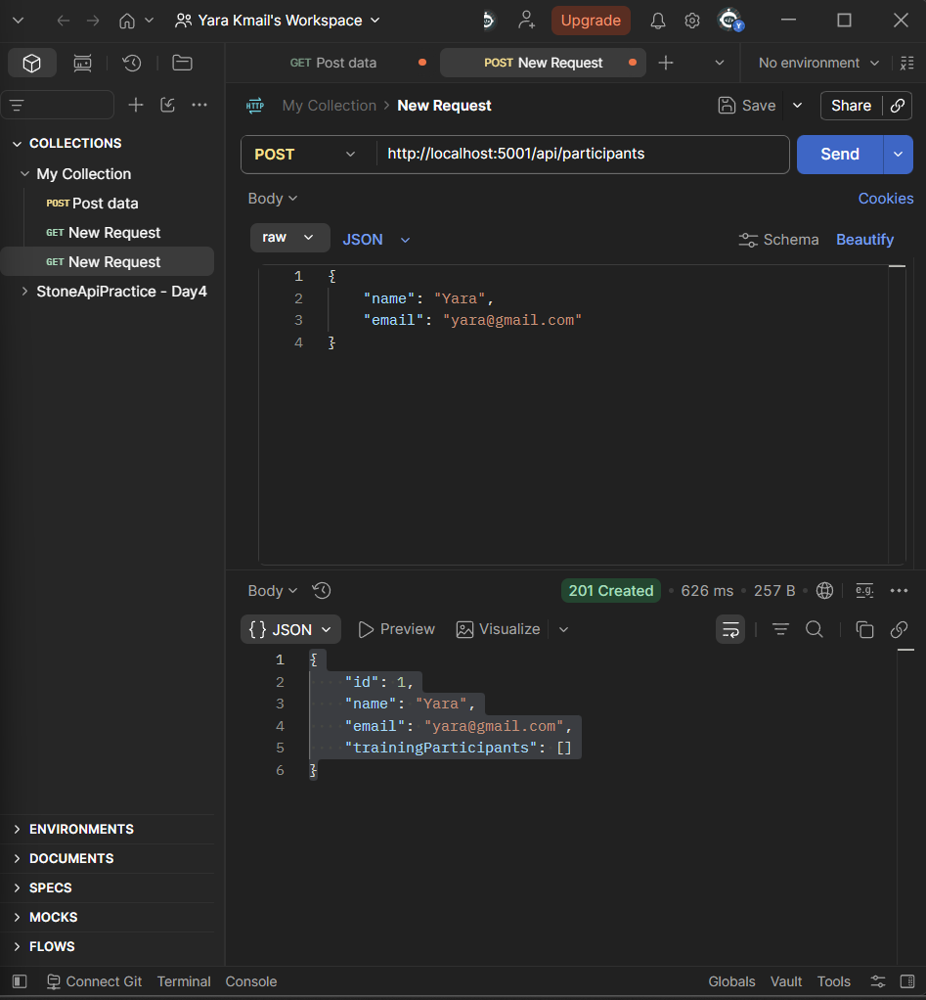 Yara Kmail's Workspace
Upgrade
Y
GET Post data
POST New Request
No environment
HTTP My Collection > New Request
Save
Share
COLLECTIONS
My Collection
POST Post data
GET New Request
GET New Request
StoneApiPractice - Day4
POST
http://localhost:5001/api/participants
Send
Body
Cookies
raw
JSON
Schema
Beautify
1 {
2 "name": "Yara",
3 "email": "yara@gmail.com"
4 }
Body
201 Created • 626 ms • 257 B
e.g.
{} JSON
Preview
Visualize
1 {
2 "id": 1,
3 "name": "Yara",
4 "email": "yara@gmail.com",
5 "trainingParticipants": []
6 }
ENVIRONMENTS
DOCUMENTS
SPECS
MOCKS
FLOWS
Connect Git
Terminal
Console
Globals
Vault
Tools